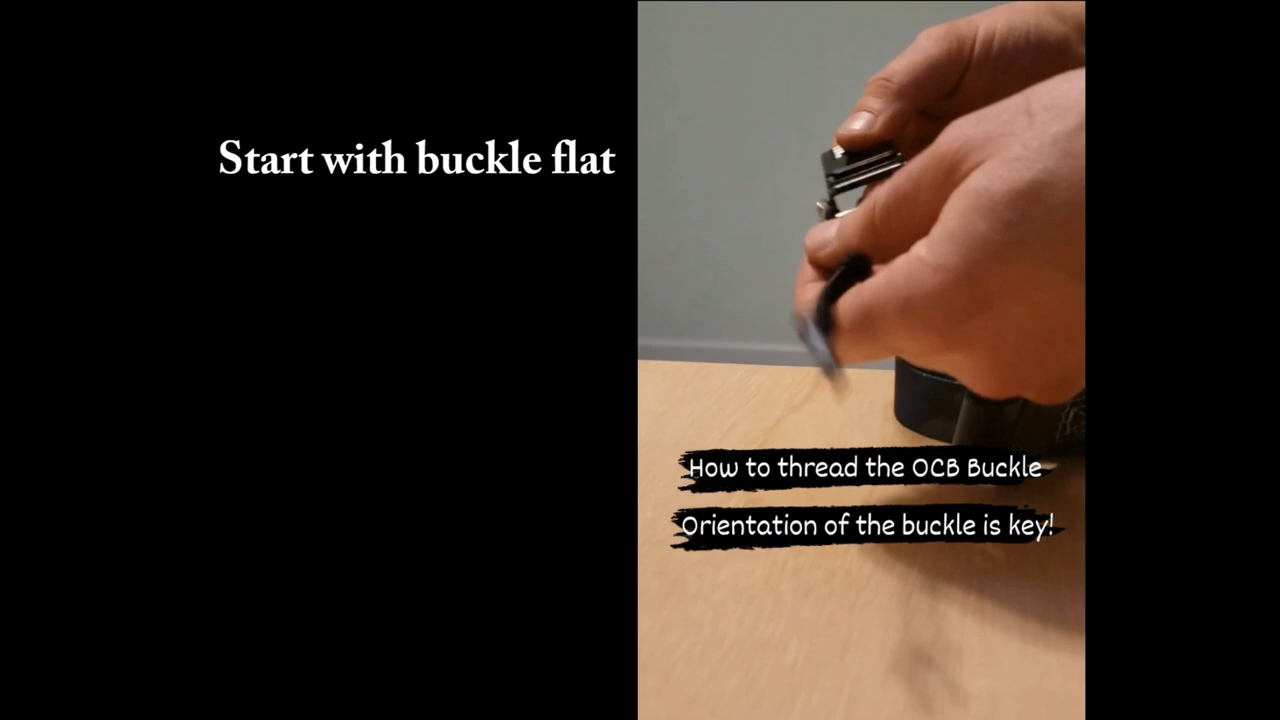 Start with buckle flat
How to thread the OCB Buckle
Orientation of the buckle is key!